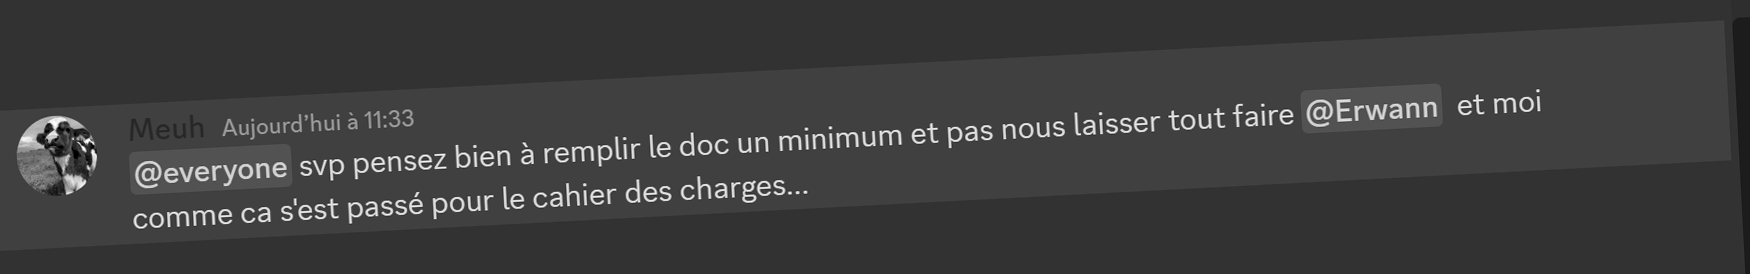 Meuh Aujourd’hui à 11:33
@everyone svp pensez bien à remplir le doc un minimum et pas nous laisser tout faire @Erwann et moi
comme ca s'est passé pour le cahier des charges...